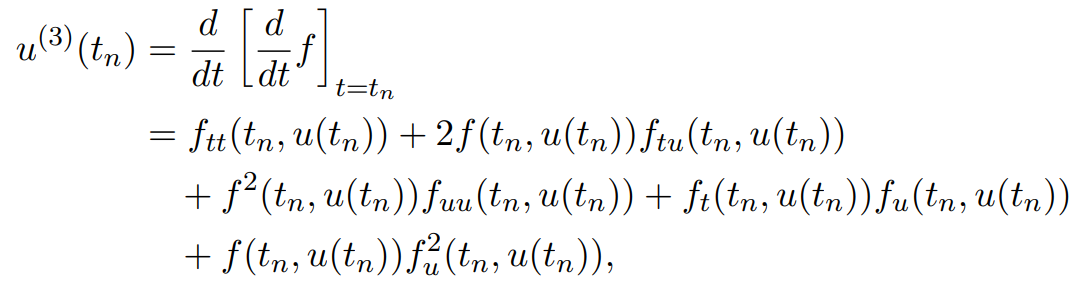 u^{(3)}(t_n) = \frac{d}{dt} \left[ \frac{d}{dt} f \right]_{t=t_n}
= f_{tt}(t_n, u(t_n)) + 2f(t_n, u(t_n))f_{tu}(t_n, u(t_n))
+ f^2(t_n, u(t_n))f_{uu}(t_n, u(t_n)) + f_t(t_n, u(t_n))f_u(t_n, u(t_n))
+ f(t_n, u(t_n))f_u^2(t_n, u(t_n)),